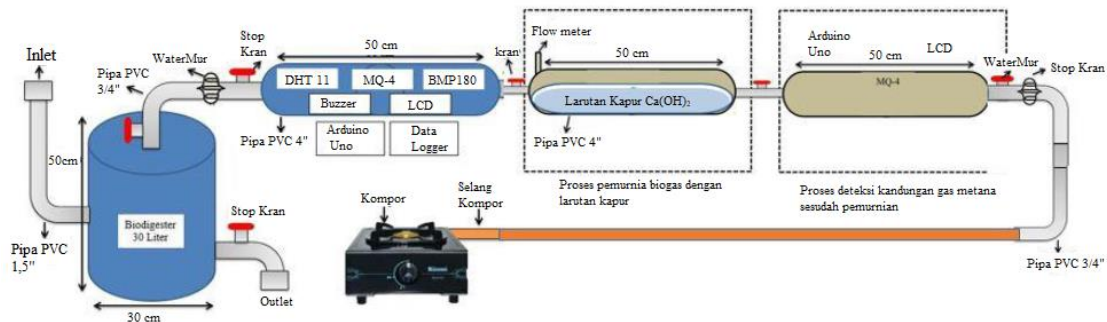 Inlet
Pipa PVC
3/4"
WaterMur
Stop
Kran
50 cm
DHT 11
MQ-4
BMP180
Buzzer
LCD
Pipa PVC 4"
Arduino
Uno
Data
Logger
kran
Flow meter
50 cm
Larutan Kapur Ca(OH)₂
Pipa PVC 4"
Proses pemurnia biogas dengan
larutan kapur
Arduino
Uno
LCD
50 cm
MQ-4
WaterMur
Stop Kran
Proses deteksi kandungan gas metana
sesudah pemurnian
50cm
Biodigester
30 Liter
Pipa PVC
1,5"
Stop Kran
Outlet
30 cm
Kompor
Selang
Kompor
Pipa PVC 3/4"